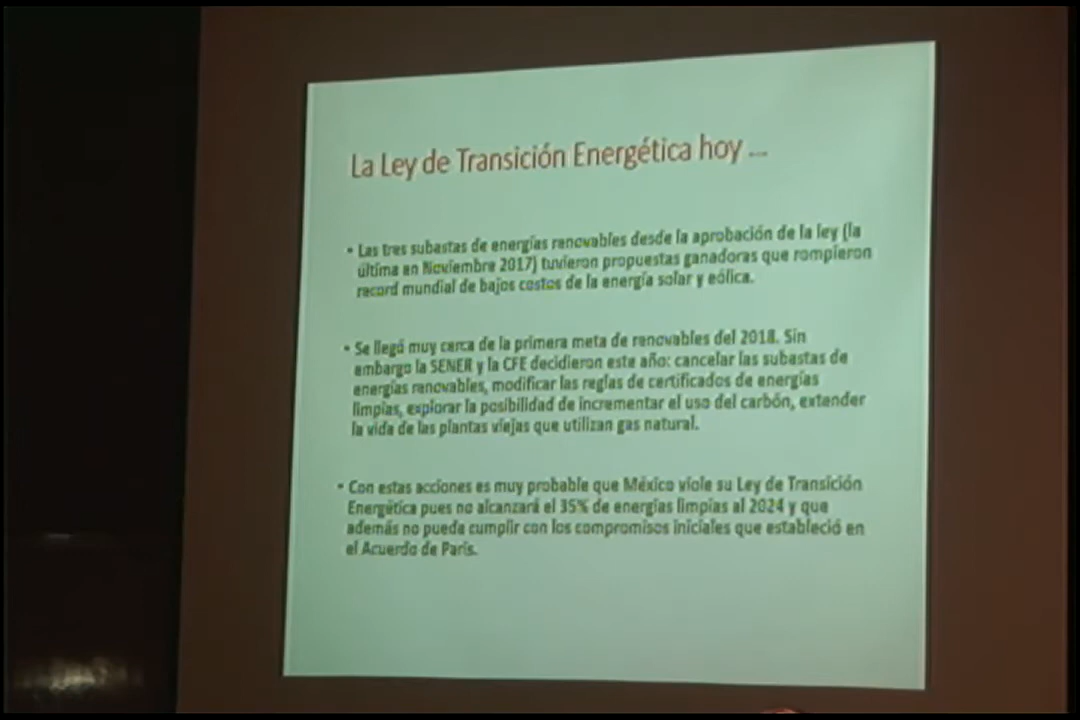 La Ley de Transición Energética hoy ...
• Las tres subastas de energías renovables desde la aprobación de la ley (la
última en Noviembre 2017) tuvieron propuestas ganadoras que rompieron
record mundial de bajos costos de la energía solar y eólica.
• Se llegó muy cerca de la primera meta de renovables del 2018. Sin
embargo la SENER y la CFE decidieron este año: cancelar las subastas de
energías renovables, modificar las reglas de certificados de energías
limpias, explorar la posibilidad de incrementar el uso del carbón, extender
la vida de las plantas viejas que utilizan gas natural.
• Con estas acciones es muy probable que México viole su Ley de Transición
Energética pues no alcanzará el 35% de energías limpias al 2024 y que
además no pueda cumplir con los compromisos iniciales que estableció en
el Acuerdo de París.